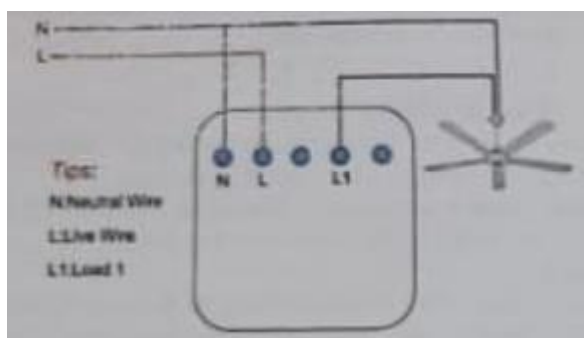 N
L
N L L1
Tips:
N:Neutral Wire
L:Live Wire
L1:Load 1